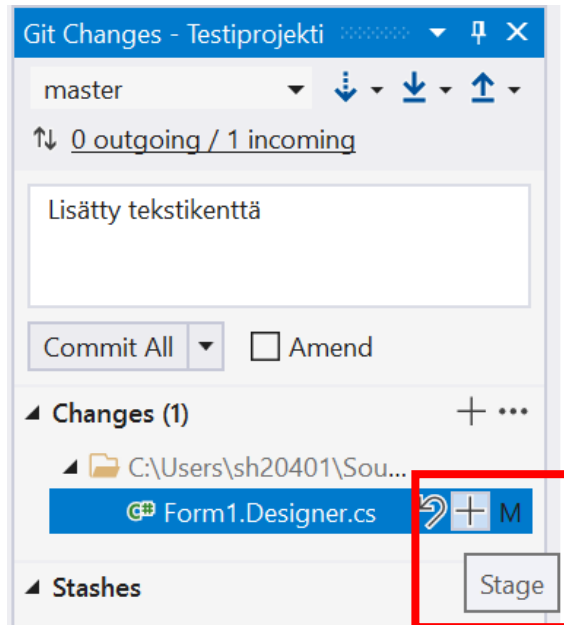 Git Changes - Testiprojekti
master
0 outgoing / 1 incoming
Lisätty tekstikenttä
Commit All Amend
Changes (1)
C:\Users\sh20401\Sou...
C# Form1.Designer.cs M
Stashes Stage